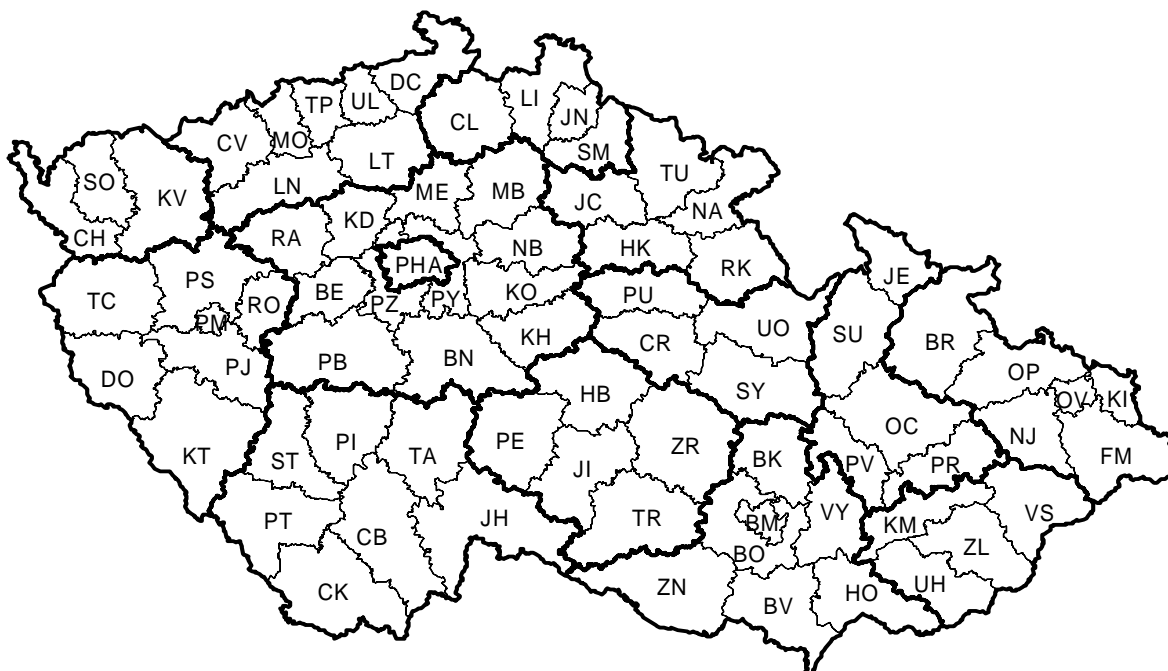 DC
TP
UL
LI
JN
CL
CV
MO
SM
LT
TU
SO
KV
LN
ME
MB
JC
NA
KD
CH
RA
NB
HK
PHA
RK
JE
PS
TC
RO
BE
PZ
PY
KO
PU
PM
UO
SU
BR
KH
CR
PJ
PB
BN
OP
DO
SY
HB
OV
KI
OC
PI
PE
ZR
NJ
KT
ST
TA
JI
BK
PV
PR
FM
PT
JH
TR
BM
VY
KM
VS
CB
BO
ZL
CK
ZN
BV
HO
UH